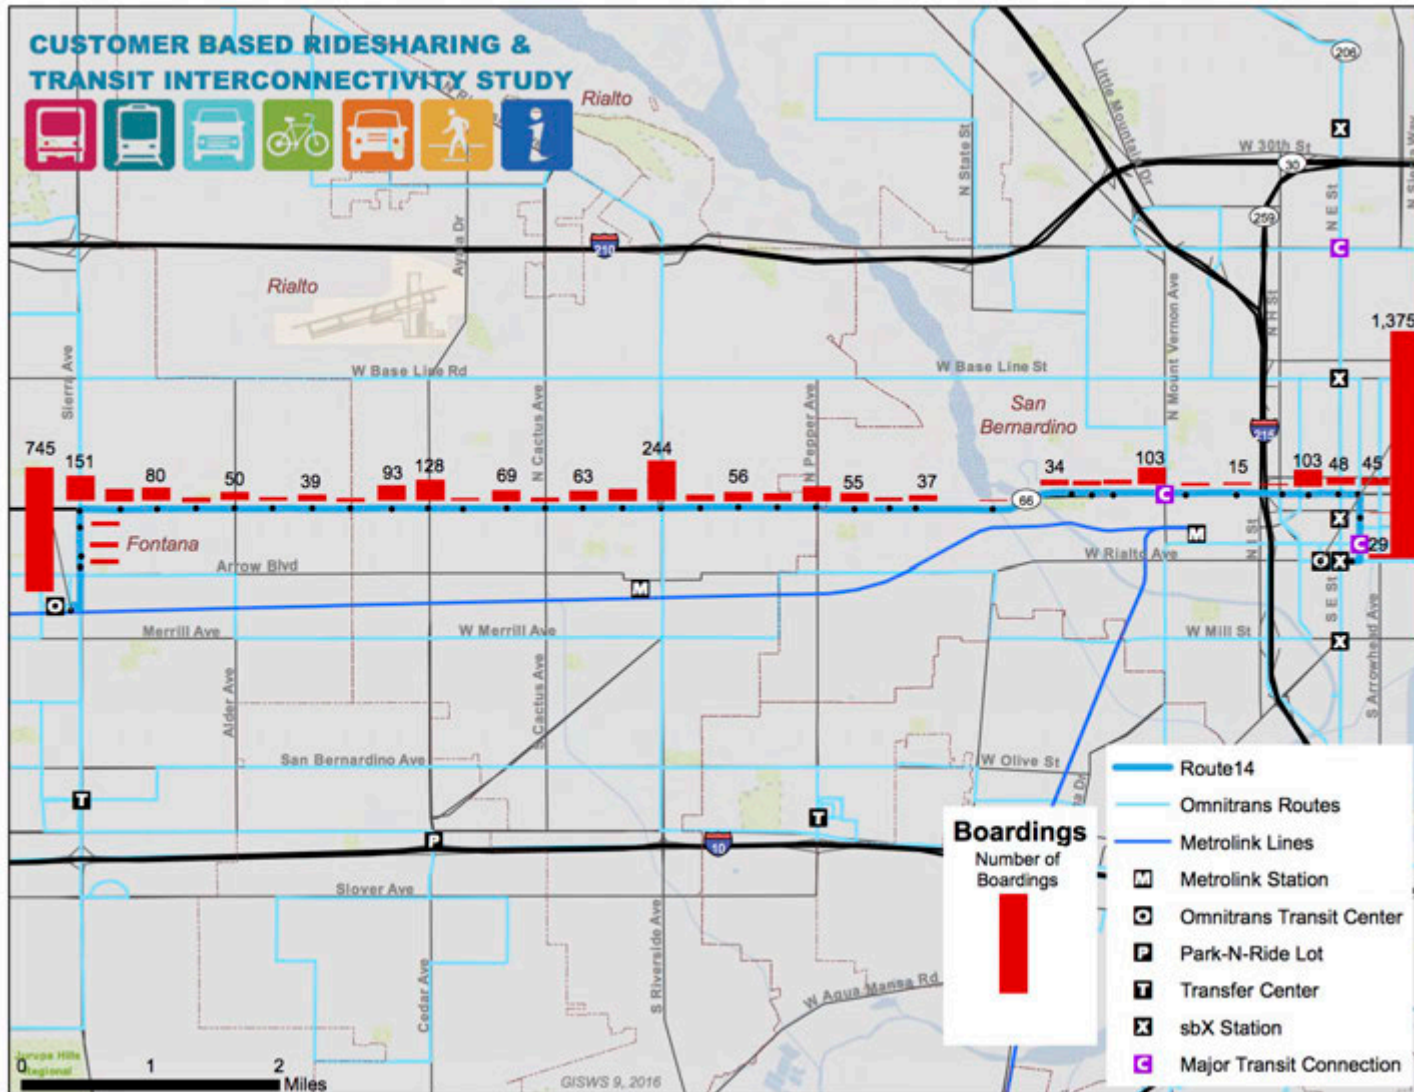 CUSTOMER BASED RIDESHARING &
TRANSIT INTERCONNECTIVITY STUDY
Rialto
Little Mountain Dr
N State St
206
W 30th St
30
259
N E St
N Sierra Way
Ayala Dr
210
Rialto
N H St
N Mount Vernon Ave
1,375
Sierra Ave
W Base Line Rd
W Base Line St
N Cactus Ave
N Pepper Ave
San
Bernardino
215
745
151
80
50
39
93
128
69
63
244
56
55
37
34
103
15
103
48
45
66
C
Fontana
Arrow Blvd
M
M
W Rialto Ave
N I St
C
29
O
X
X
X
X
X
C
O
Merrill Ave
W Merrill Ave
W Mill St
S E St
S Arrowhead Ave
Alder Ave
S Cactus Ave
San Bernardino Ave
W Olive St
T
T
P
10
Slover Ave
Cedar Ave
S Riverside Ave
W Agua Mansa Rd
Jurupa Hills
Regional
0 1 2
Miles
GISWS 9, 2016
Boardings
Number of
Boardings
Route14
Omnitrans Routes
Metrolink Lines
M Metrolink Station
O Omnitrans Transit Center
P Park-N-Ride Lot
T Transfer Center
X sbX Station
C Major Transit Connection